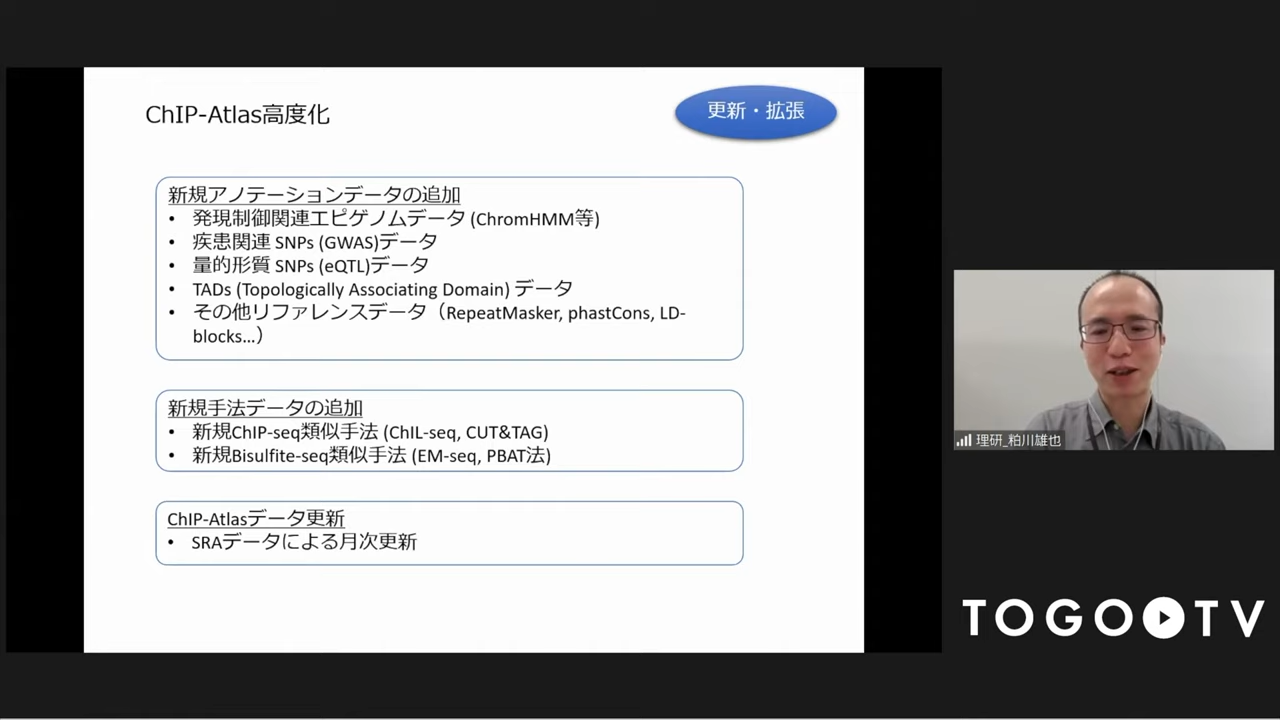 ChIP-Atlas高度化
更新・拡張
新規アノテーションデータの追加
• 発現制御関連エピゲノムデータ (ChromHMM等)
• 疾患関連 SNPs (GWAS)データ
• 量的形質 SNPs (eQTL)データ
• TADs (Topologically Associating Domain) データ
• その他リファレンスデータ（RepeatMasker, phastCons, LD-
blocks…）
新規手法データの追加
• 新規ChIP-seq類似手法 (ChIL-seq, CUT&TAG)
• 新規Bisulfite-seq類似手法 (EM-seq, PBAT法)
ChIP-Atlasデータ更新
• SRAデータによる月次更新
理研_粕川雄也
TOGO TV